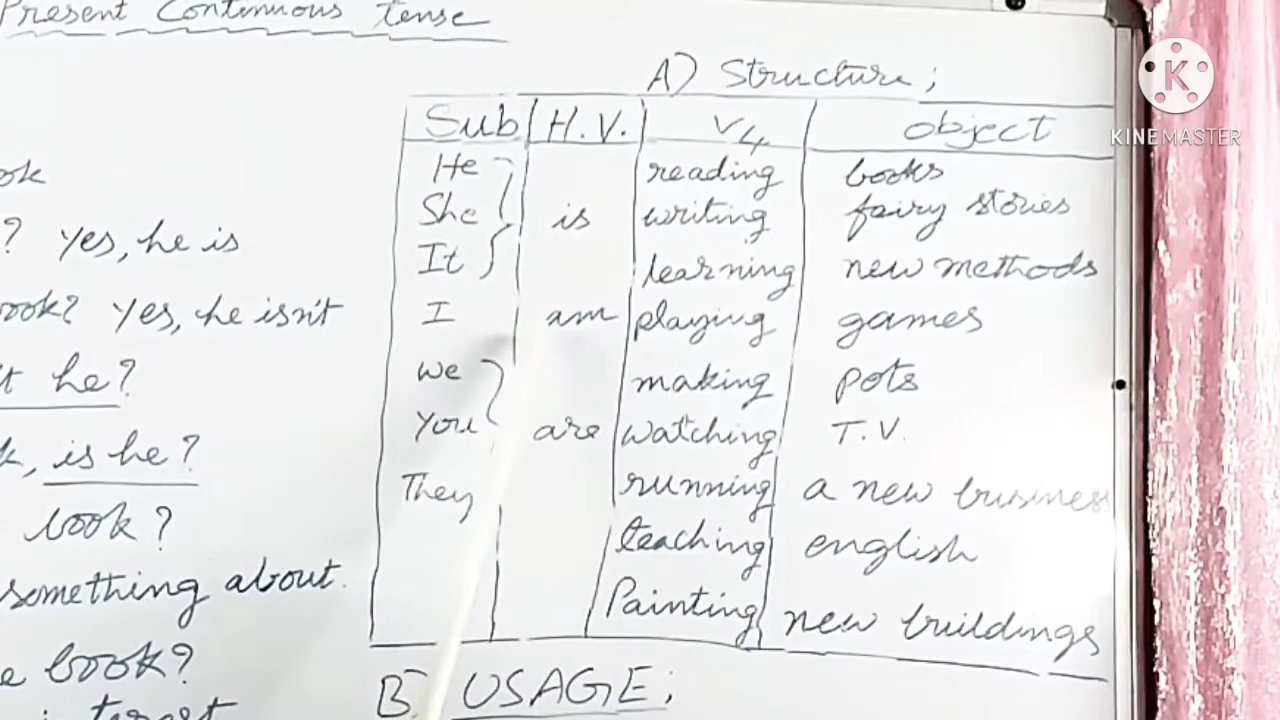 Present Continuous Tense
ook
? Yes, he is
book? Yes, he isn't
t he?
k, is he?
book?
something about.
e book?
A) Structure;
Sub H.V. V4 object
He reading books
She is writing fairy stories
It learning new methods
I am playing games
we making pots
You are watching T.V.
They running a new business
teaching english
Painting new buildings
B. USAGE;
K
KINEMASTER